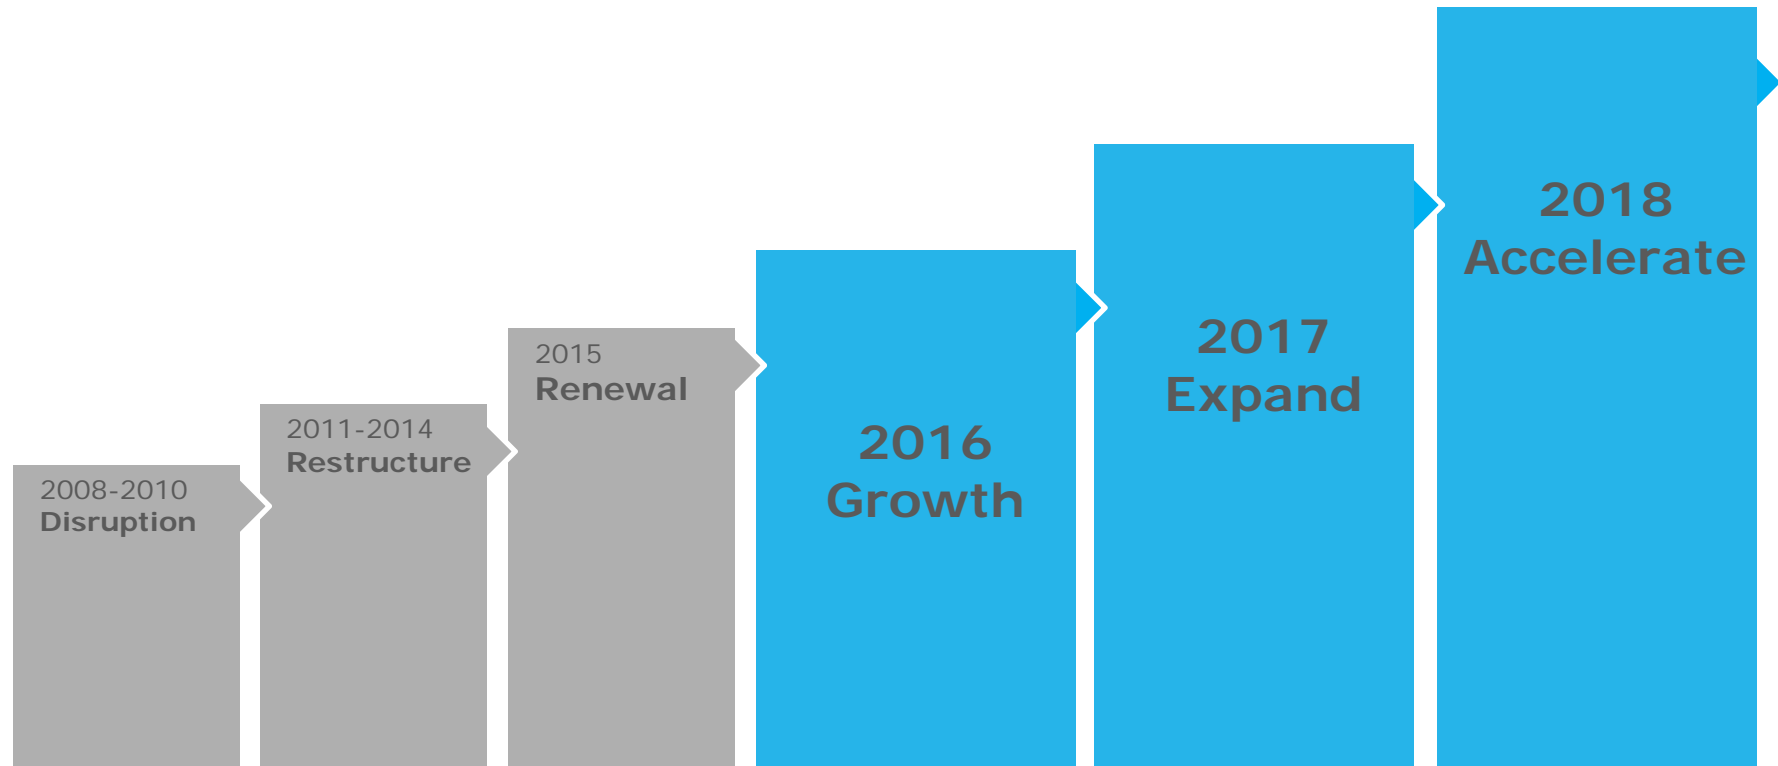 2008-2010
Disruption
2011-2014
Restructure
2015
Renewal
2016
Growth
2017
Expand
2018
Accelerate